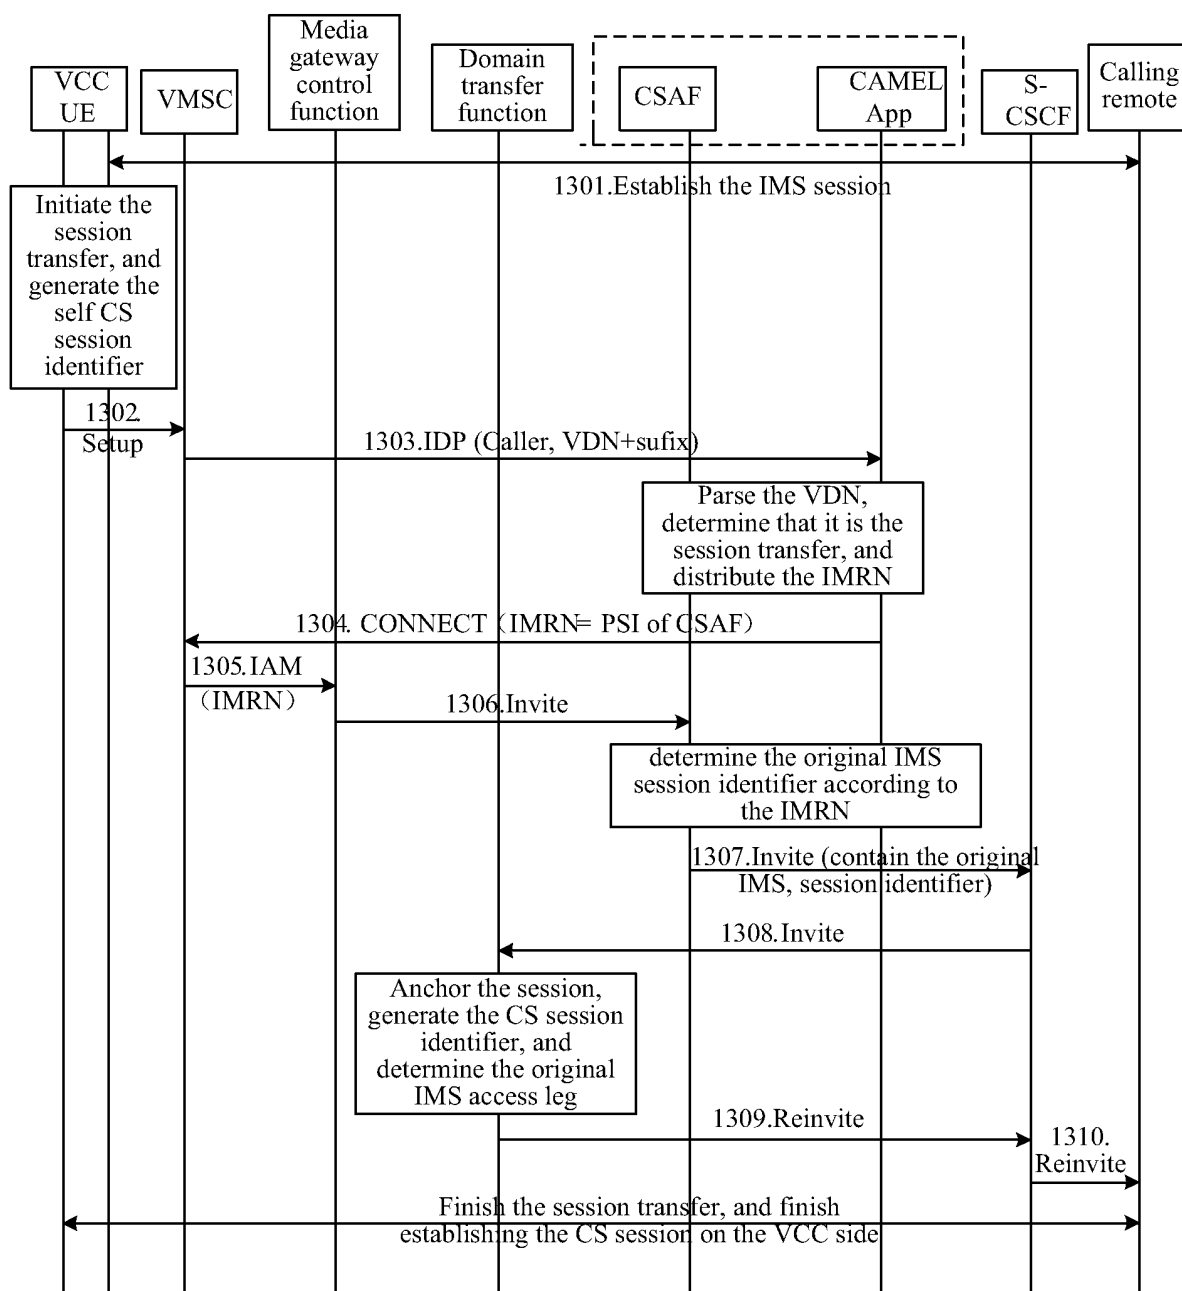 VCC
UE
VMSC
Media
gateway
control
function
Domain
transfer
function
CSAF
CAMEL
App
S-
CSCF
Calling
remote
1301.Establish the IMS session
Initiate the
session
transfer, and
generate the
self CS
session
identifier
1302.
Setup
1303.IDP (Caller, VDN+sufix)
Parse the VDN,
determine that it is the
session transfer, and
distribute the IMRN
1304. CONNECT (IMRN= PSI of CSAF)
1305.IAM
(IMRN)
1306.Invite
determine the original IMS
session identifier according to
the IMRN
1307.Invite (contain the original
IMS, session identifier)
1308.Invite
Anchor the session,
generate the CS session
identifier, and
determine the original
IMS access leg
1309.Reinvite
1310.
Reinvite
Finish the session transfer, and finish
establishing the CS session on the VCC side